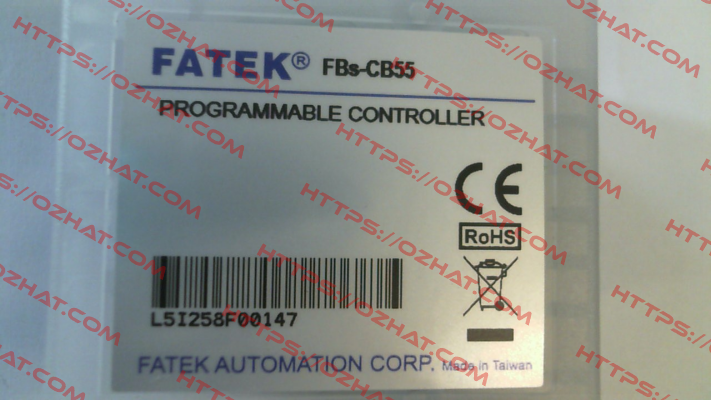 FATEK® FBs-CB55
PROGRAMMABLE CONTROLLER
CE
RoHS
L5I258F00147
FATEK AUTOMATION CORP. Made in Taiwan
HTTPS://OZHAT.COM